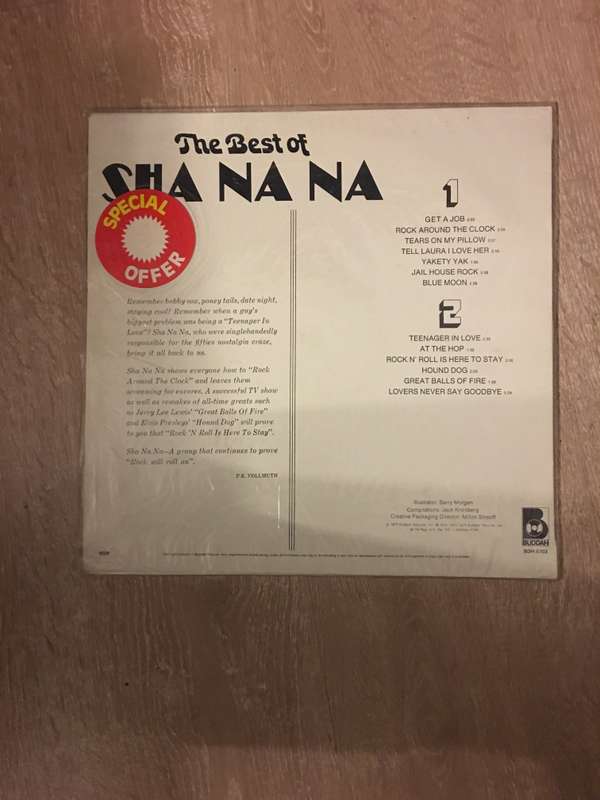 The Best of
SHA NA NA
SPECIAL
OFFER
Remember bobby sox, poney tails, date night,
staying cool? Remember when a guy's
biggest problem was being a "Teenager In
Love"? Sha Na Na, who were singlehandedly
responsible for the fifties nostalgia craze,
bring it all back to us.
Sha Na Na shows everyone how to "Rock
Around The Clock" and leaves them
screaming for encores. A successful TV show
as well as remakes of all-time greats such
as Jerry Lee Lewis' "Great Balls Of Fire"
and Elvis Presleys' "Hound Dog" will prove
to you that "Rock 'N Roll Is Here To Stay".
Sha Na Na—A group that continues to prove
"Rock will roll on".
P.K. VOLLMUTH
1
GET A JOB
ROCK AROUND THE CLOCK
TEARS ON MY PILLOW
TELL LAURA I LOVE HER
YAKETY YAK
JAIL HOUSE ROCK
BLUE MOON
2
TEENAGER IN LOVE
AT THE HOP
ROCK N' ROLL IS HERE TO STAY
HOUND DOG
GREAT BALLS OF FIRE
LOVERS NEVER SAY GOODBYE
Illustrator: Barry Morgan
Compilations: Jack Kreisberg
Creative Packaging Director: Milton Sincoff
B
BUDDAH